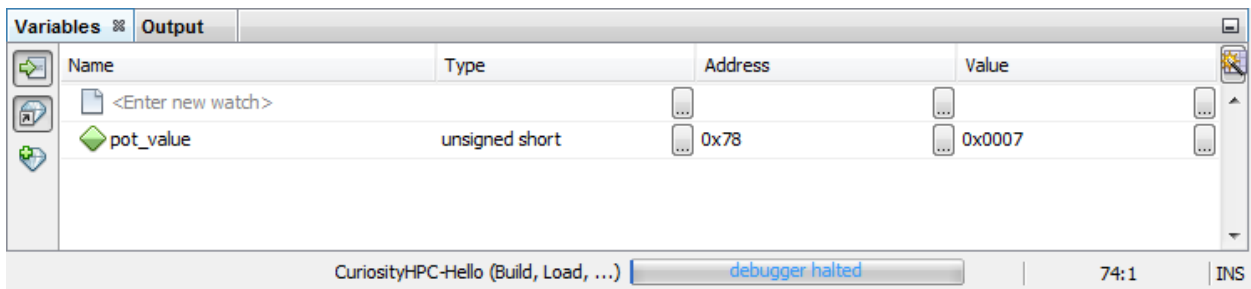 Variables Output
Name Type Address Value
<Enter new watch> ... ... ...
pot_value unsigned short ... 0x78 ... 0x0007 ...
CuriosityHPC-Hello (Build, Load, ...) debugger halted 74:1 INS